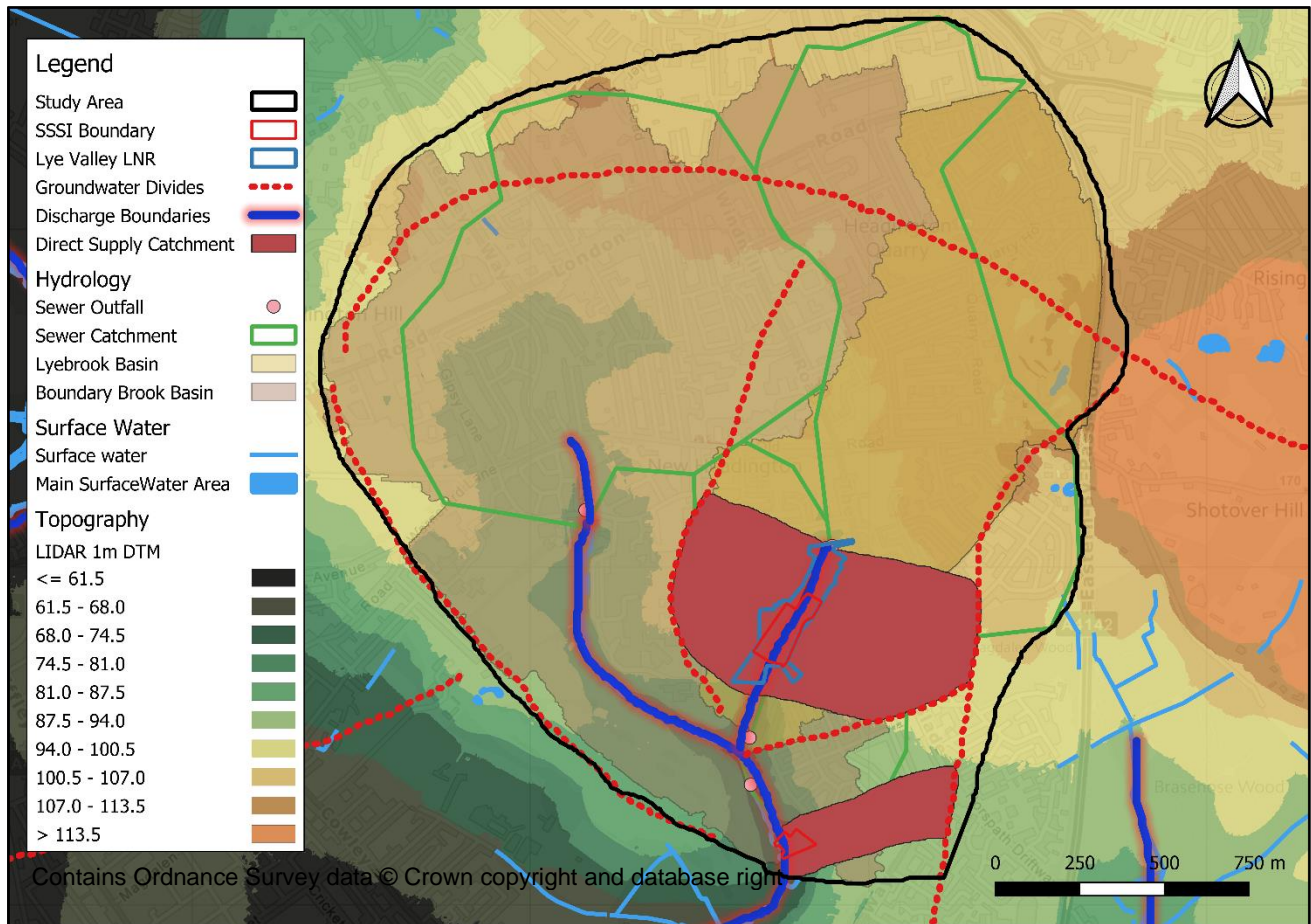 Legend
Study Area
SSSI Boundary
Lye Valley LNR
Groundwater Divides
Discharge Boundaries
Direct Supply Catchment
Hydrology
Sewer Outfall
Sewer Catchment
Lyebrook Basin
Boundary Brook Basin
Surface Water
Surface water
Main SurfaceWater Area
Topography
LIDAR 1m DTM
<= 61.5
61.5 - 68.0
68.0 - 74.5
74.5 - 81.0
81.0 - 87.5
87.5 - 94.0
94.0 - 100.5
100.5 - 107.0
107.0 - 113.5
> 113.5
Road
London
Road
Quarry
Rising
Hill
New Headington
Road
170
Shotover Hill
Avenue
Road
Brasenose Wood
0 250 500 750 m
Contains Ordnance Survey data © Crown copyright and database right